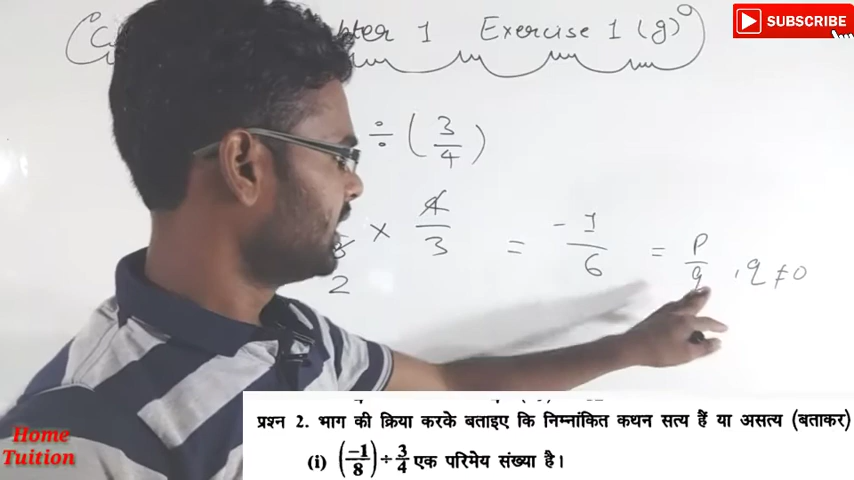 SUBSCRIBE
Chapter 1 Exercise 1 (g)
÷ (3/4)
8/2 × 4/3 = -1/6 = p/q , q ≠ 0
Home
Tuition
प्रश्न 2. भाग की क्रिया करके बताइए कि निम्नांकित कथन सत्य हैं या असत्य (बताकर)
(i) (-1/8) ÷ 3/4 एक परिमेय संख्या है।